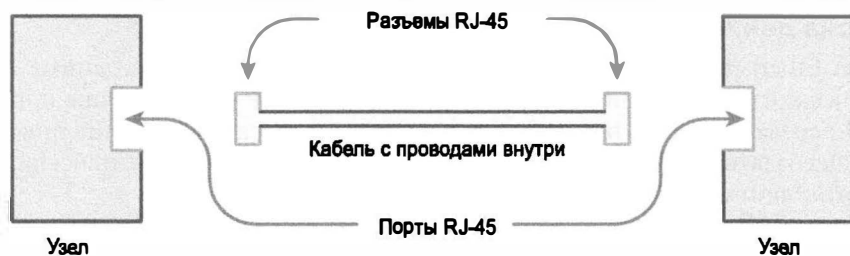 Разъемы RJ-45
Кабель с проводами внутри
Порты RJ-45
Узел
Узел